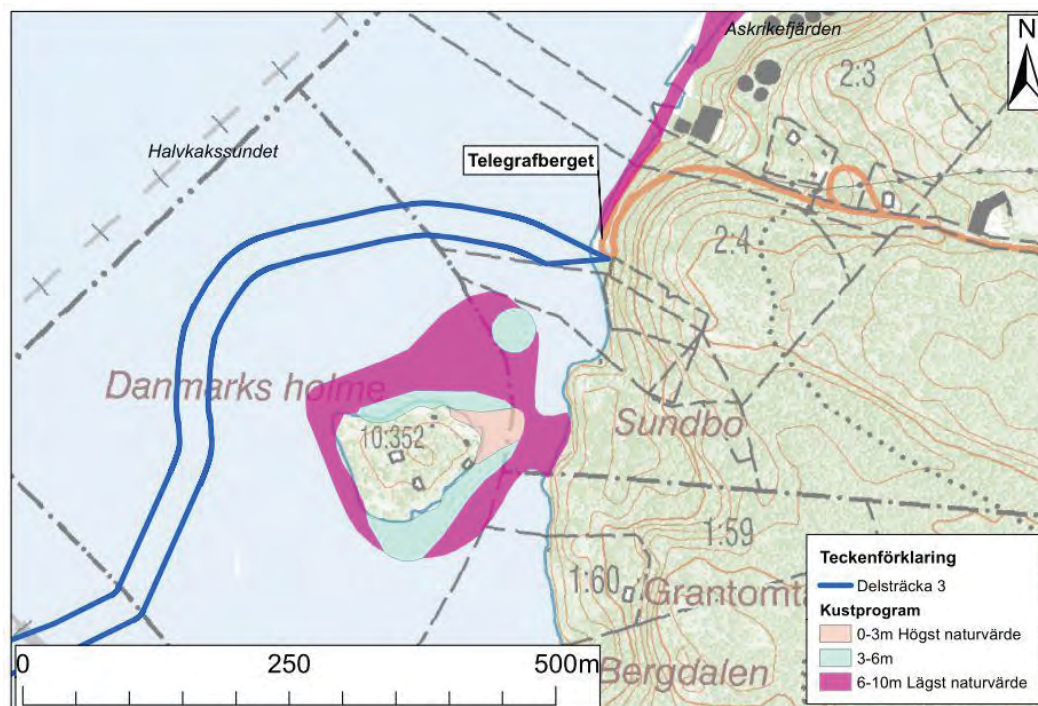 Askrikefjärden
N
2:3
Halvkakssundet
Telegrafberget
2:4
Danmarks holme
10:352
Sundbo
1:59
1:60
Grantomta
Bergdalen
Teckenförklaring
Delsträcka 3
Kustprogram
0-3m Högst naturvärde
3-6m
6-10m Lägst naturvärde
0 250 500m